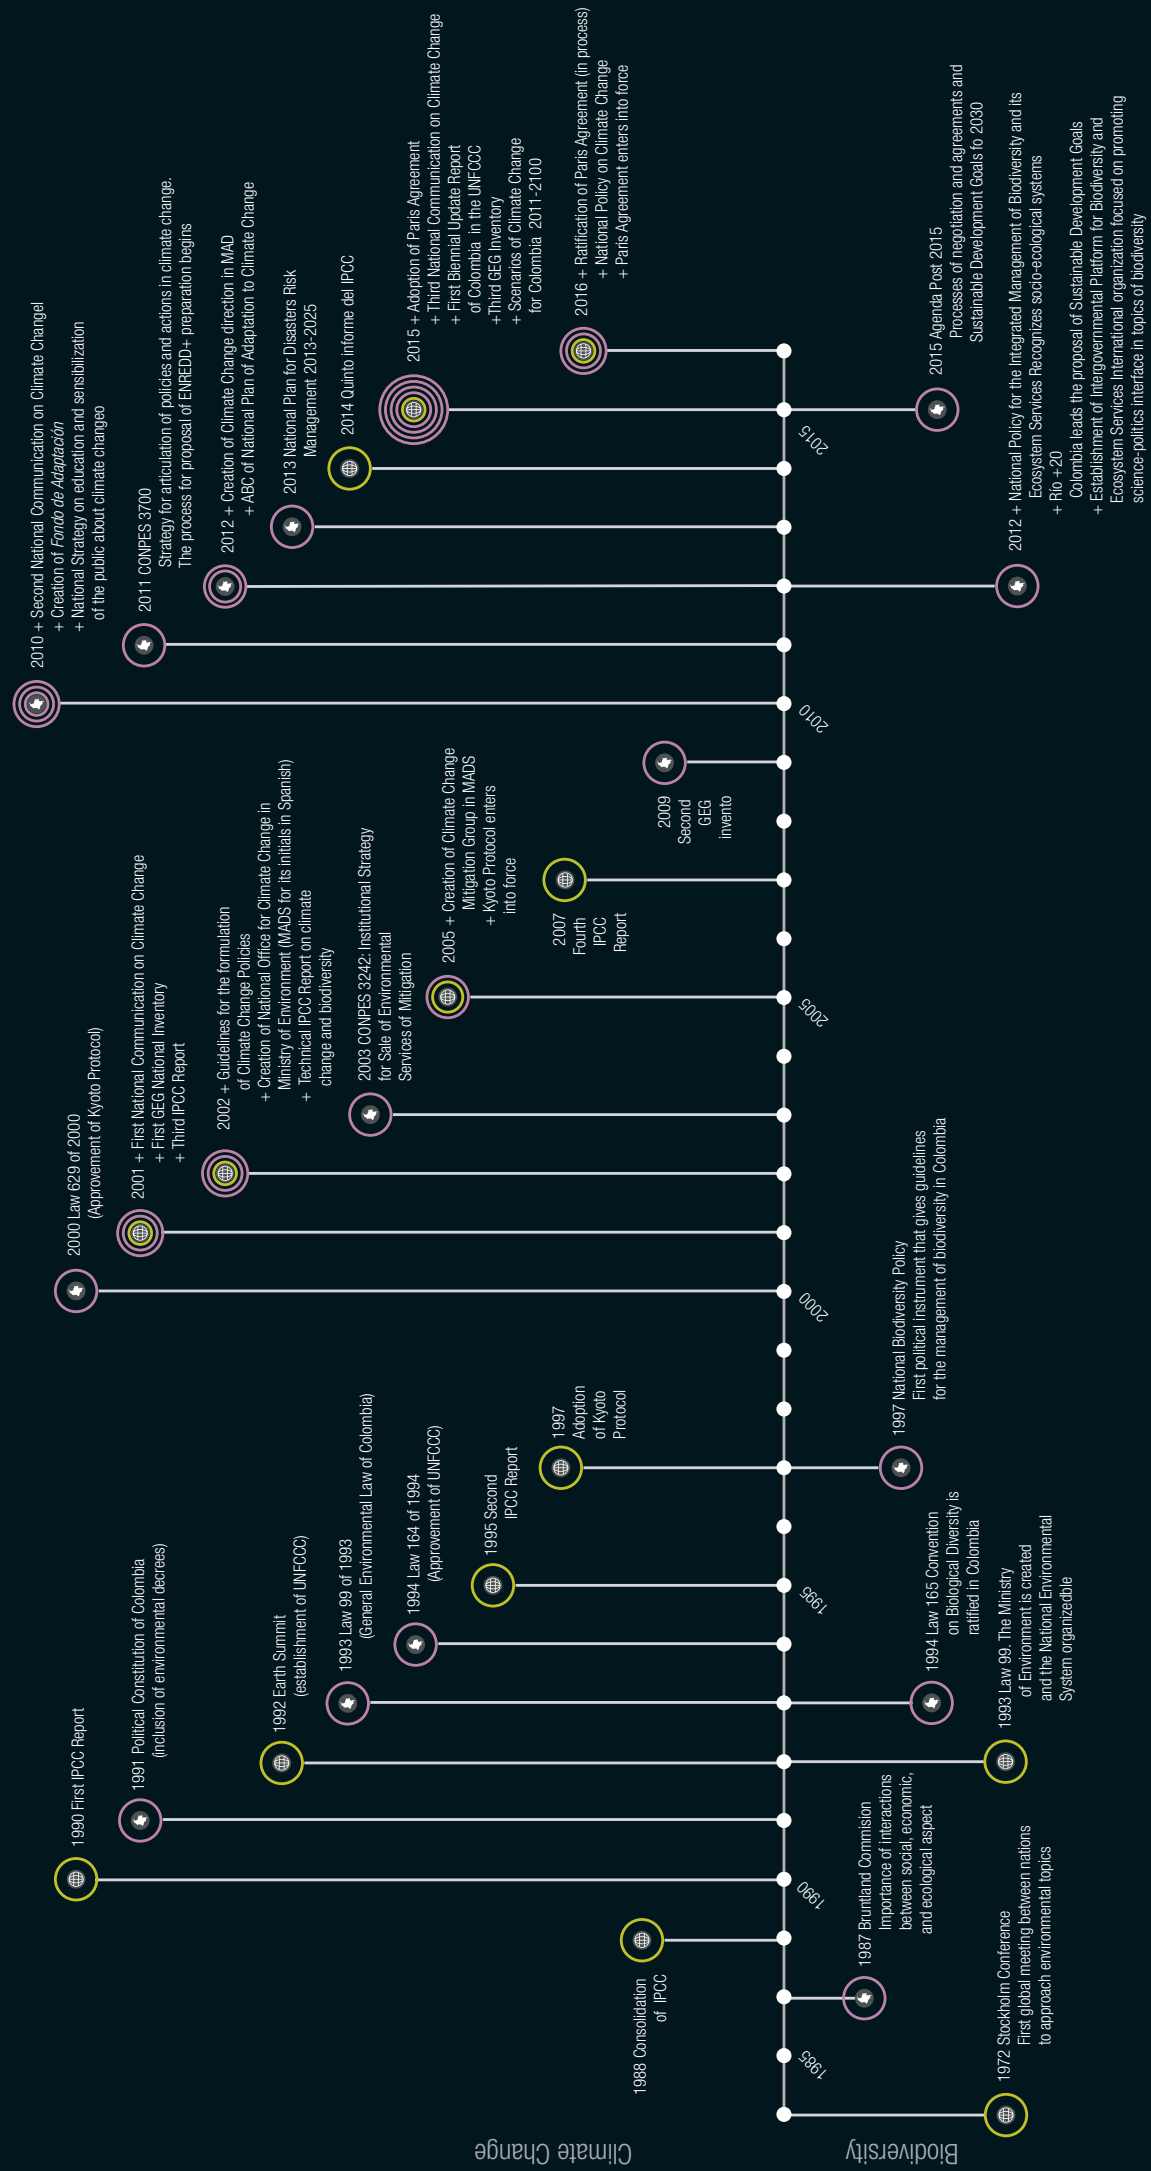 Climate Change
1988 Consolidation
of IPCC
1990 First IPCC Report
1991 Political Constitution of Colombia
(inclusion of environmental decrees)
1992 Earth Summit
(establishment of UNFCCC)
1993 Law 99 of 1993
(General Environmental Law of Colombia)
1994 Law 164 of 1994
(Approvement of UNFCCC)
1995 Second
IPCC Report
1997
Adoption
of Kyoto
Protocol
2000 Law 629 of 2000
(Approvement of Kyoto Protocol)
2001 + First National Communication on Climate Change
+ First GEG National Inventory
+ Third IPCC Report
2002 + Guidelines for the formulation
of Climate Change Policies
+ Creation of National Office for Climate Change in
Ministry of Environment (MADS for its initials in Spanish)
+ Technical IPCC Report on climate
change and biodiversity
2003 CONPES 3242: Institutional Strategy
for Sale of Environmental
Services of Mitigation
2005 + Creation of Climate Change
Mitigation Group in MADS
+ Kyoto Protocol enters
into force
2007
Fourth
IPCC
Report
2009
Second
GEG
invento
2010 + Second National Communication on Climate Changel
+ Creation of Fondo de Adaptación
+ National Strategy on education and sensibilization
of the public about climate changeo
2011 CONPES 3700
Strategy for articulation of policies and actions in climate change.
The process for proposal of ENREDD+ preparation begins
2012 + Creation of Climate Change direction in MAD
+ ABC of National Plan of Adaptation to Climate Change
2013 National Plan for Disasters Risk
Management 2013-2025
2014 Quinto informe del IPCC
2015 + Adoption of Paris Agreement
+ Third National Communication on Climate Change
+ First Biennial Update Report
of Colombia in the UNFCCC
+Third GEG Inventory
+ Scenarios of Climate Change
for Colombia 2011-2100
2016 + Ratification of Paris Agreement (in process)
+ National Policy on Climate Change
+ Paris Agreement enters into force
1985
1990
1995
2000
2005
2010
2015
Biodiversity
1972 Stockholm Conference
First global meeting between nations
to approach environmental topics
1987 Bruntland Commision
Importance of interactions
between social, economic,
and ecological aspect
1993 Law 99. The Ministry
of Environment is created
and the National Environmental
System organizedble
1994 Law 165 Convention
on Biological Diversity is
ratified in Colombia
1997 National Biodiversity Policy
First political instrument that gives guidelines
for the management of biodiversity in Colombia
2012 + National Policy for the Integrated Management of Biodiversity and its
Ecosystem Services Recognizes socio-ecological systems
+ Río +20
Colombia leads the proposal of Sustainable Development Goals
+ Establishment of Intergovernmental Platform for Biodiversity and
Ecosystem Services International organization focused on promoting
science-politics interface in topics of biodiversity
2015 Agenda Post 2015
Processes of negotiation and agreements and
Sustainable Development Goals fo 2030